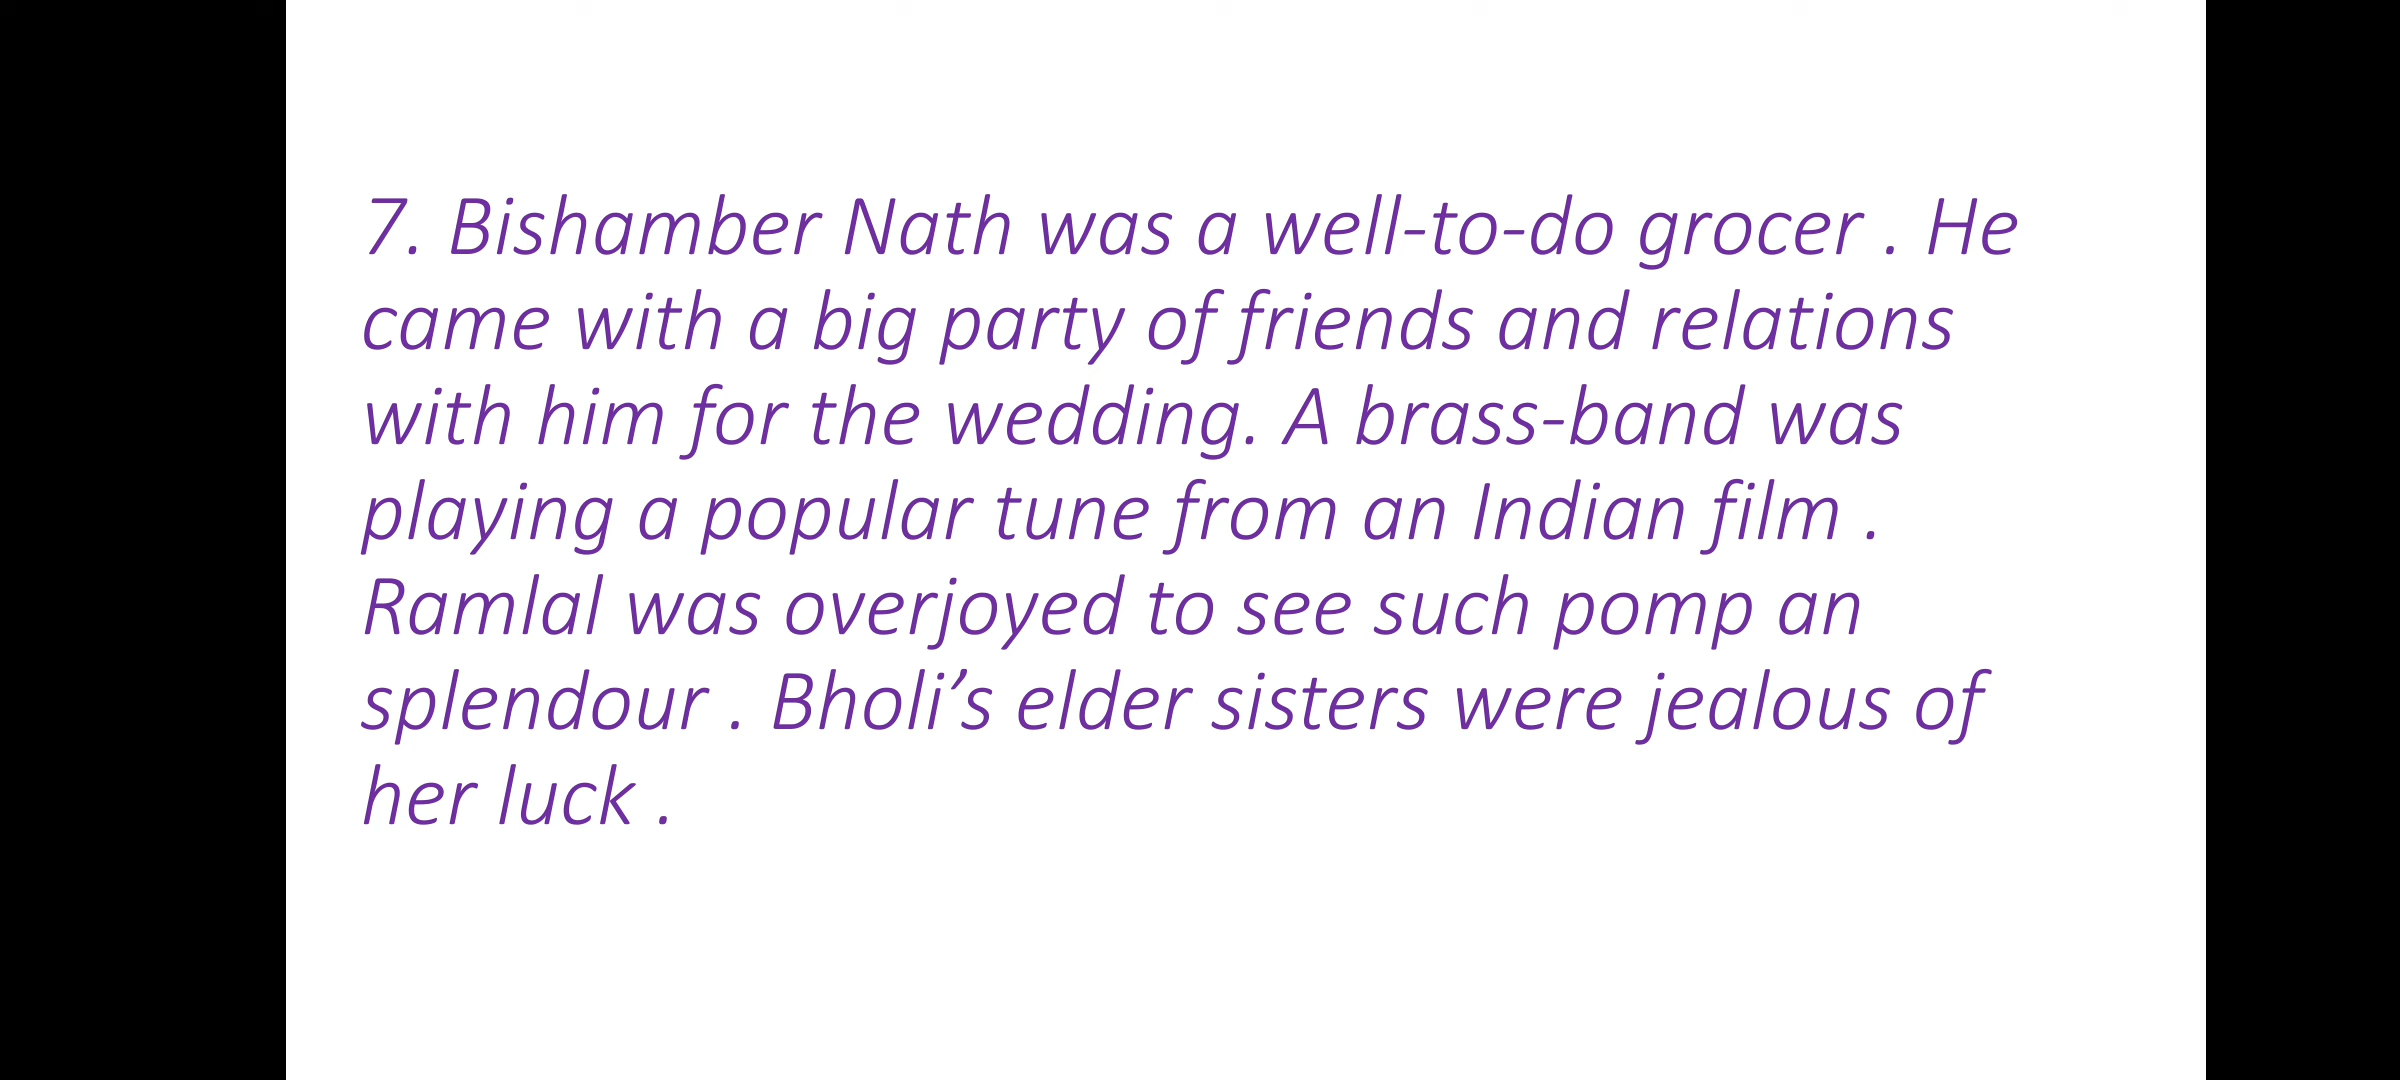 7. Bishamber Nath was a well-to-do grocer . He
came with a big party of friends and relations
with him for the wedding. A brass-band was
playing a popular tune from an Indian film .
Ramlal was overjoyed to see such pomp an
splendour . Bholi’s elder sisters were jealous of
her luck .